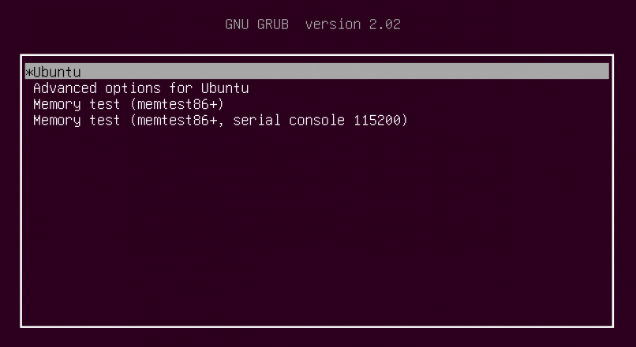 GNU GRUB  version 2.02
*Ubuntu
Advanced options for Ubuntu
Memory test (memtest86+)
Memory test (memtest86+, serial console 115200)